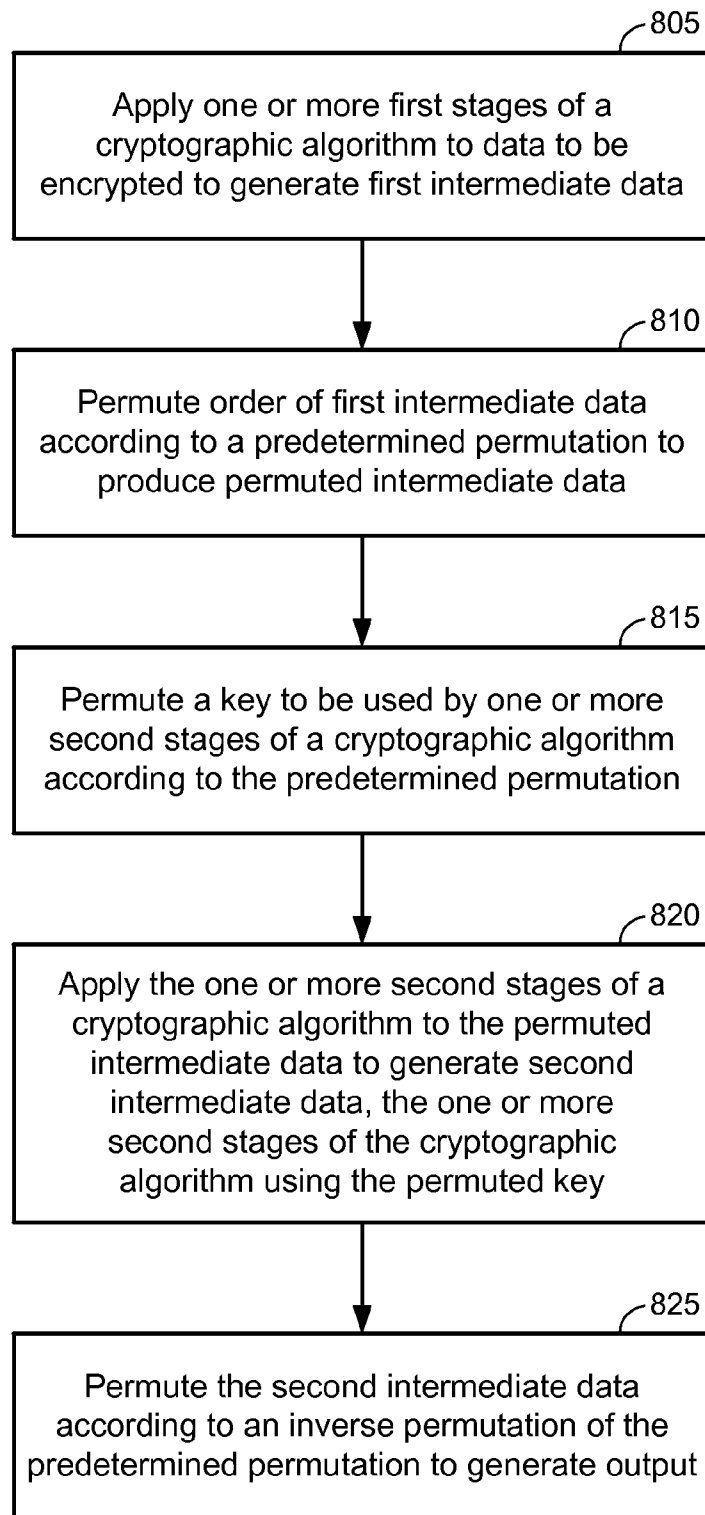 805
Apply one or more first stages of a
cryptographic algorithm to data to be
encrypted to generate first intermediate data
810
Permute order of first intermediate data
according to a predetermined permutation to
produce permuted intermediate data
815
Permute a key to be used by one or more
second stages of a cryptographic algorithm
according to the predetermined permutation
820
Apply the one or more second stages of a
cryptographic algorithm to the permuted
intermediate data to generate second
intermediate data, the one or more
second stages of the cryptographic
algorithm using the permuted key
825
Permute the second intermediate data
according to an inverse permutation of the
predetermined permutation to generate output